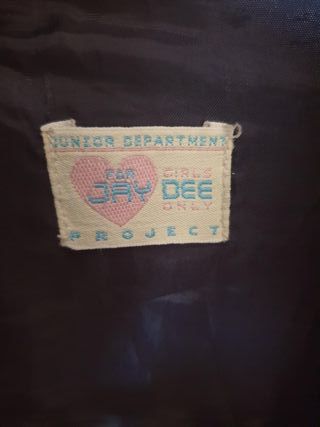 JUNIOR DEPARTMENT
FOR GIRLS
JAY DEE
ONLY
PROJECT